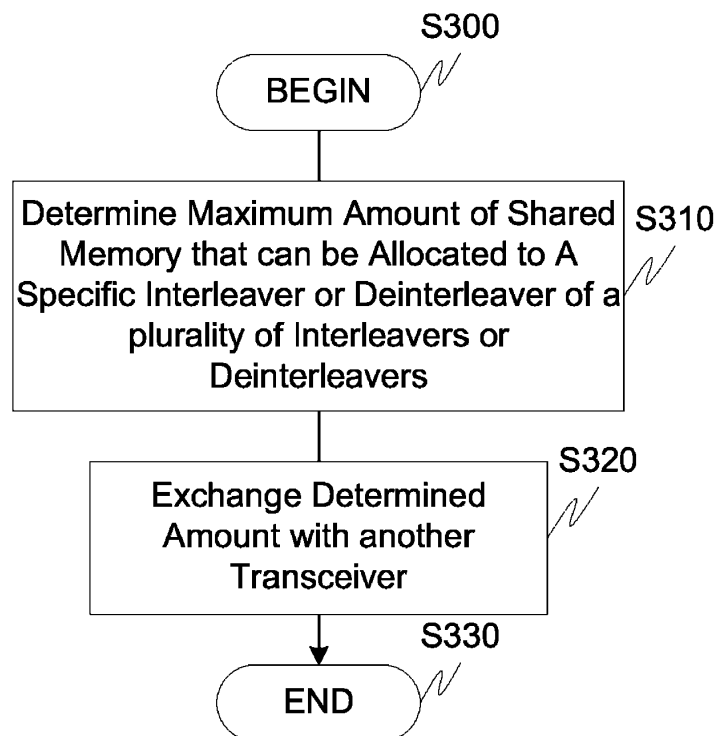 S300
BEGIN
Determine Maximum Amount of Shared
Memory that can be Allocated to A
Specific Interleaver or Deinterleaver of a
plurality of Interleavers or
Deinterleavers
S310
S320
Exchange Determined
Amount with another
Transceiver
S330
END